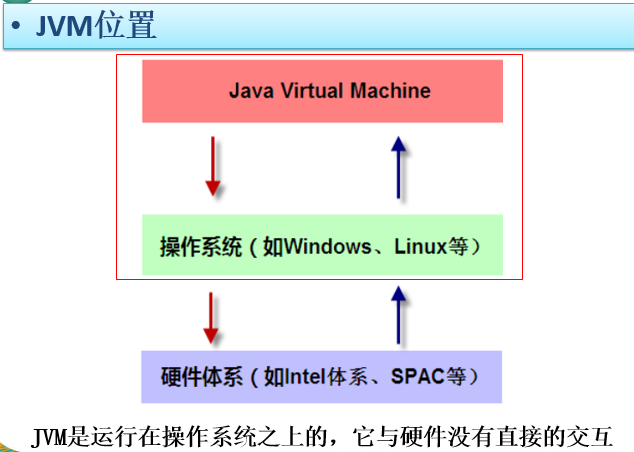 • JVM位置
Java Virtual Machine
操作系统（如Windows、Linux等）
硬件体系（如Intel体系、SPAC等）
JVM是运行在操作系统之上的，它与硬件没有直接的交互